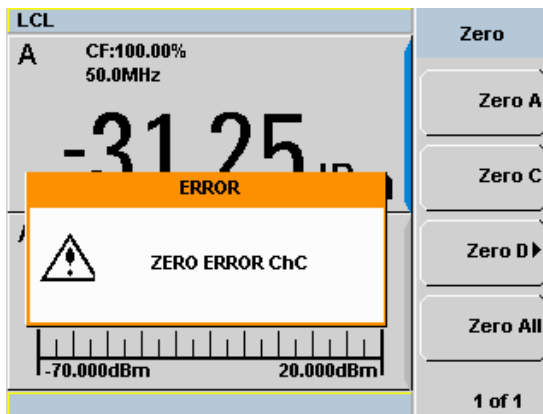 LCL
A
CF:100.00%
50.0MHz
-31.25
ERROR
ZERO ERROR ChC
-70.000dBm
20.000dBm
Zero
Zero A
Zero C
Zero D
Zero All
1 of 1